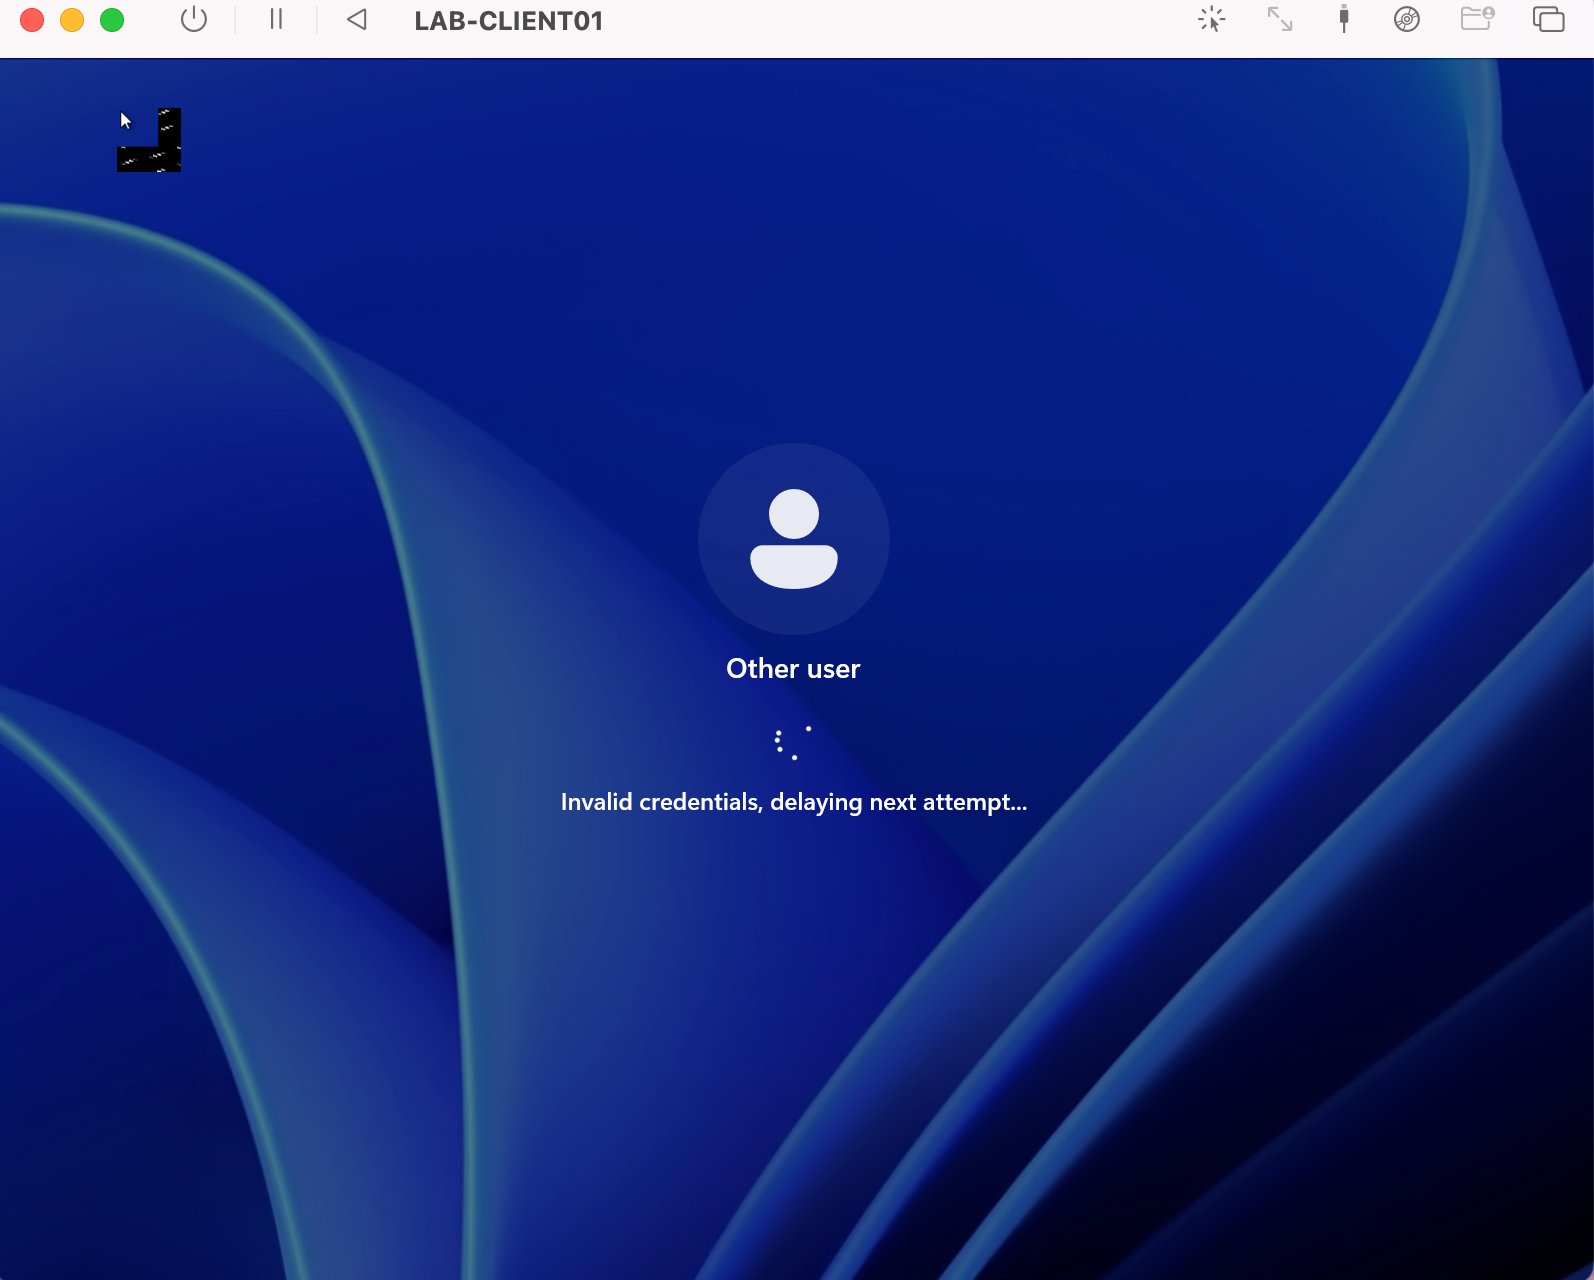 LAB-CLIENT01
Other user
Invalid credentials, delaying next attempt...